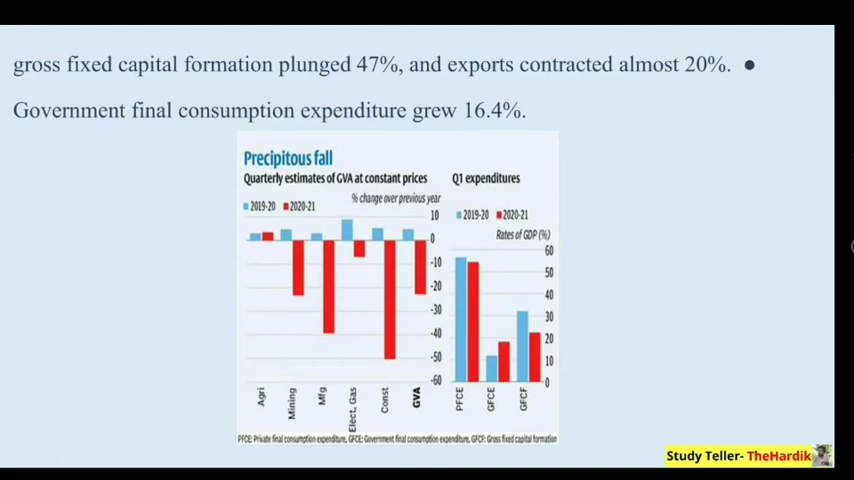 gross fixed capital formation plunged 47%, and exports contracted almost 20%. ●
Government final consumption expenditure grew 16.4%.
Precipitous fall
Quarterly estimates of GVA at constant prices
% change over previous year
2019-20 2020-21
10
0
-10
-20
-30
-40
-50
-60
Agri
Mining
Mfg
Elect, Gas
Const
GVA
Q1 expenditures
2019-20 2020-21
Rates of GDP (%)
60
50
40
30
20
10
0
PFCE
GFCE
GFCF
PFCE: Private final consumption expenditure, GFCE: Government final consumption expenditure, GFCF: Gross fixed capital formation
Study Teller- TheHardik